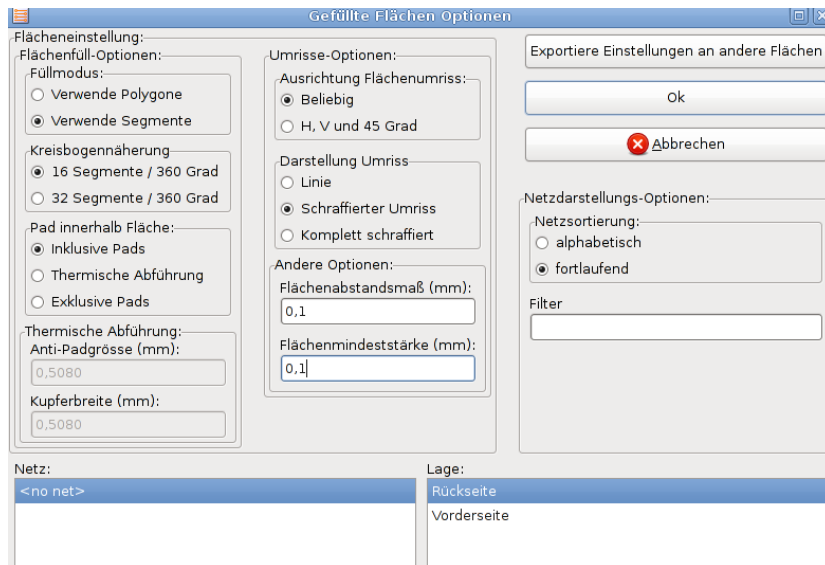 Gefüllte Flächen Optionen
Flächeneinstellung:
Flächenfüll-Optionen:
Füllmodus:
Verwende Polygone
Verwende Segmente
Kreisbogennäherung
16 Segmente / 360 Grad
32 Segmente / 360 Grad
Pad innerhalb Fläche:
Inklusive Pads
Thermische Abführung
Exklusive Pads
Thermische Abführung:
Anti-Padgrösse (mm):
0,5080
Kupferbreite (mm):
0,5080
Umrisse-Optionen:
Ausrichtung Flächenumriss:
Beliebig
H, V und 45 Grad
Darstellung Umriss
Linie
Schraffierter Umriss
Komplett schraffiert
Andere Optionen:
Flächenabstandsmaß (mm):
0,1
Flächenmindeststärke (mm):
0,1
Exportiere Einstellungen an andere Flächen
Ok
Abbrechen
Netzdarstellungs-Optionen:
Netzsortierung:
alphabetisch
fortlaufend
Filter
Netz:
<no net>
Lage:
Rückseite
Vorderseite